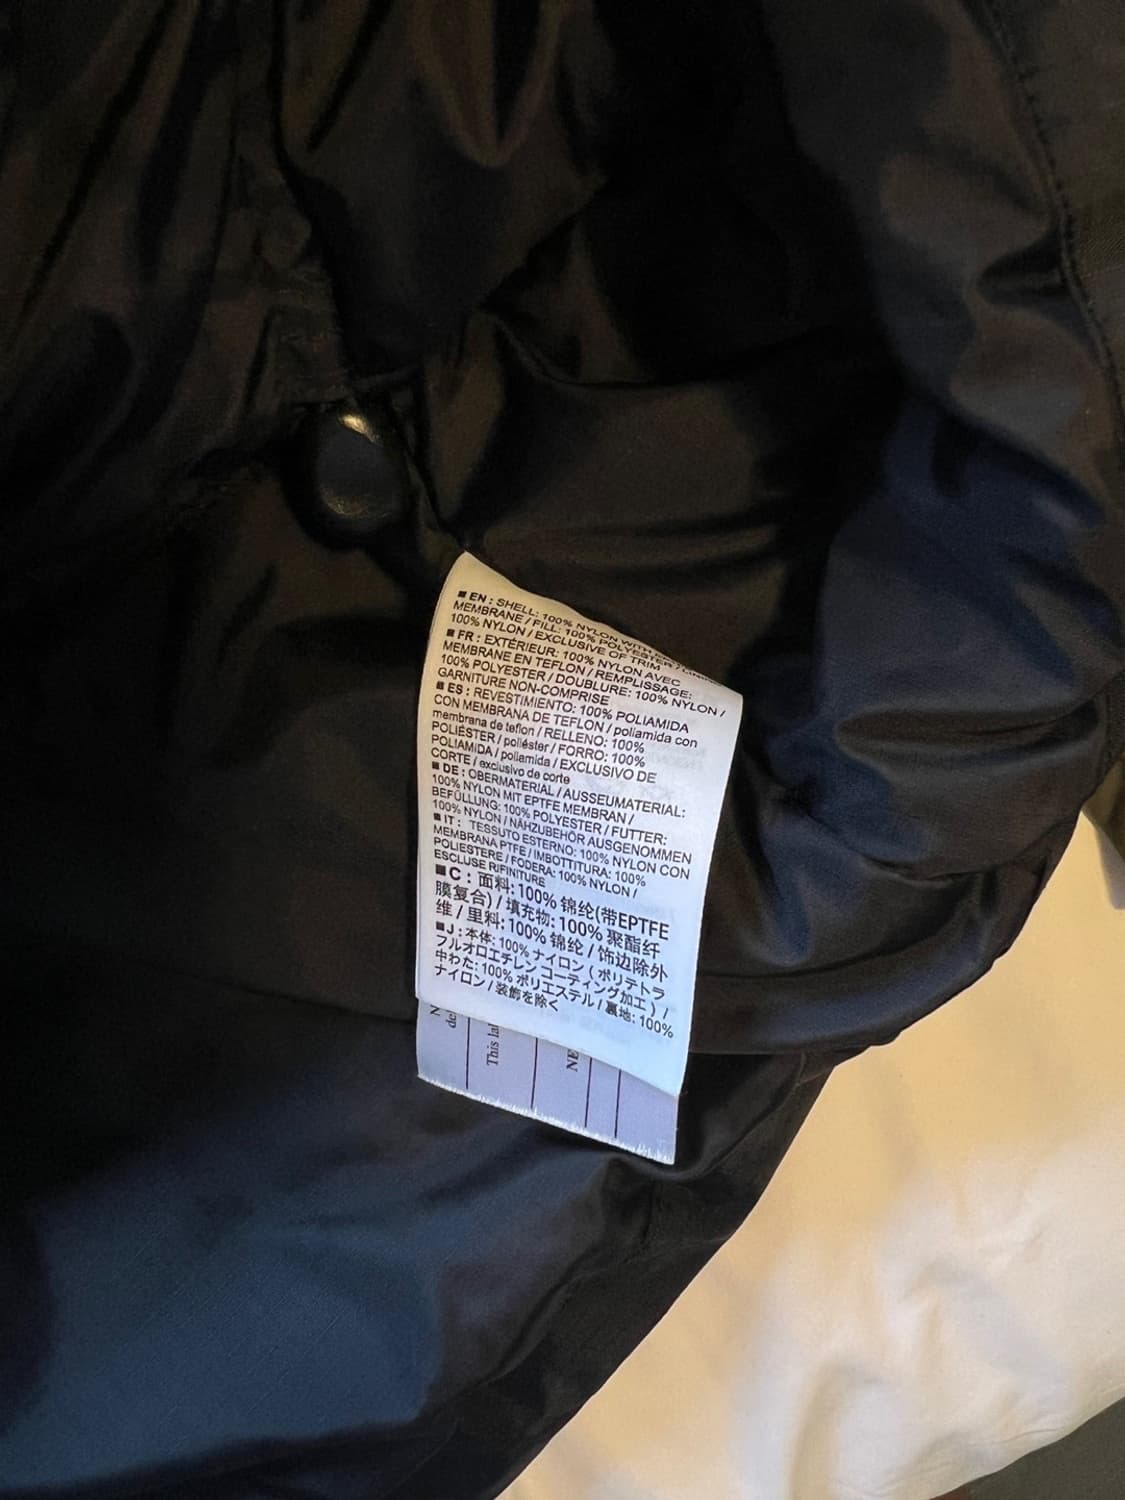 ■ EN : SHELL: 100% NYLON WITH
MEMBRANE / FILL: 100% POLYESTER /
100% NYLON / EXCLUSIVE OF TRIM
■ FR : EXTÉRIEUR: 100% NYLON AVEC
MEMBRANE EN TEFLON / REMPLISSAGE:
100% POLYESTER / DOUBLURE: 100% NYLON /
GARNITURE NON-COMPRISE
■ ES : REVESTIMIENTO: 100% POLIAMIDA
CON MEMBRANA DE TEFLON / poliamida con
membrana de teflon / RELLENO: 100%
POLIÉSTER / poliéster / FORRO: 100%
POLIAMIDA / poliamida / EXCLUSIVO DE
CORTE / exclusivo de corte
■ DE : OBERMATERIAL / AUSSEUMATERIAL:
100% NYLON MIT EPTFE MEMBRAN /
BEFÜLLUNG: 100% POLYESTER / FUTTER:
100% NYLON / NÄHZUBEHÖR AUSGENOMMEN
■ IT : TESSUTO ESTERNO: 100% NYLON CON
MEMBRANA PTFE / IMBOTTITURA: 100%
POLIESTERE / FODERA: 100% NYLON /
ESCLUSE RIFINITURE
■ C : 面料: 100% 锦纶(带EPTFE
膜复合) / 填充物: 100% 聚酯纤
维 / 里料: 100% 锦纶 / 饰边除外
■ J : 本体: 100% ナイロン ( ポリテトラ
フルオロエチレン コーティング加工 ) /
中わた: 100% ポリエステル / 裏地: 100%
ナイロン / 装飾を除く
This